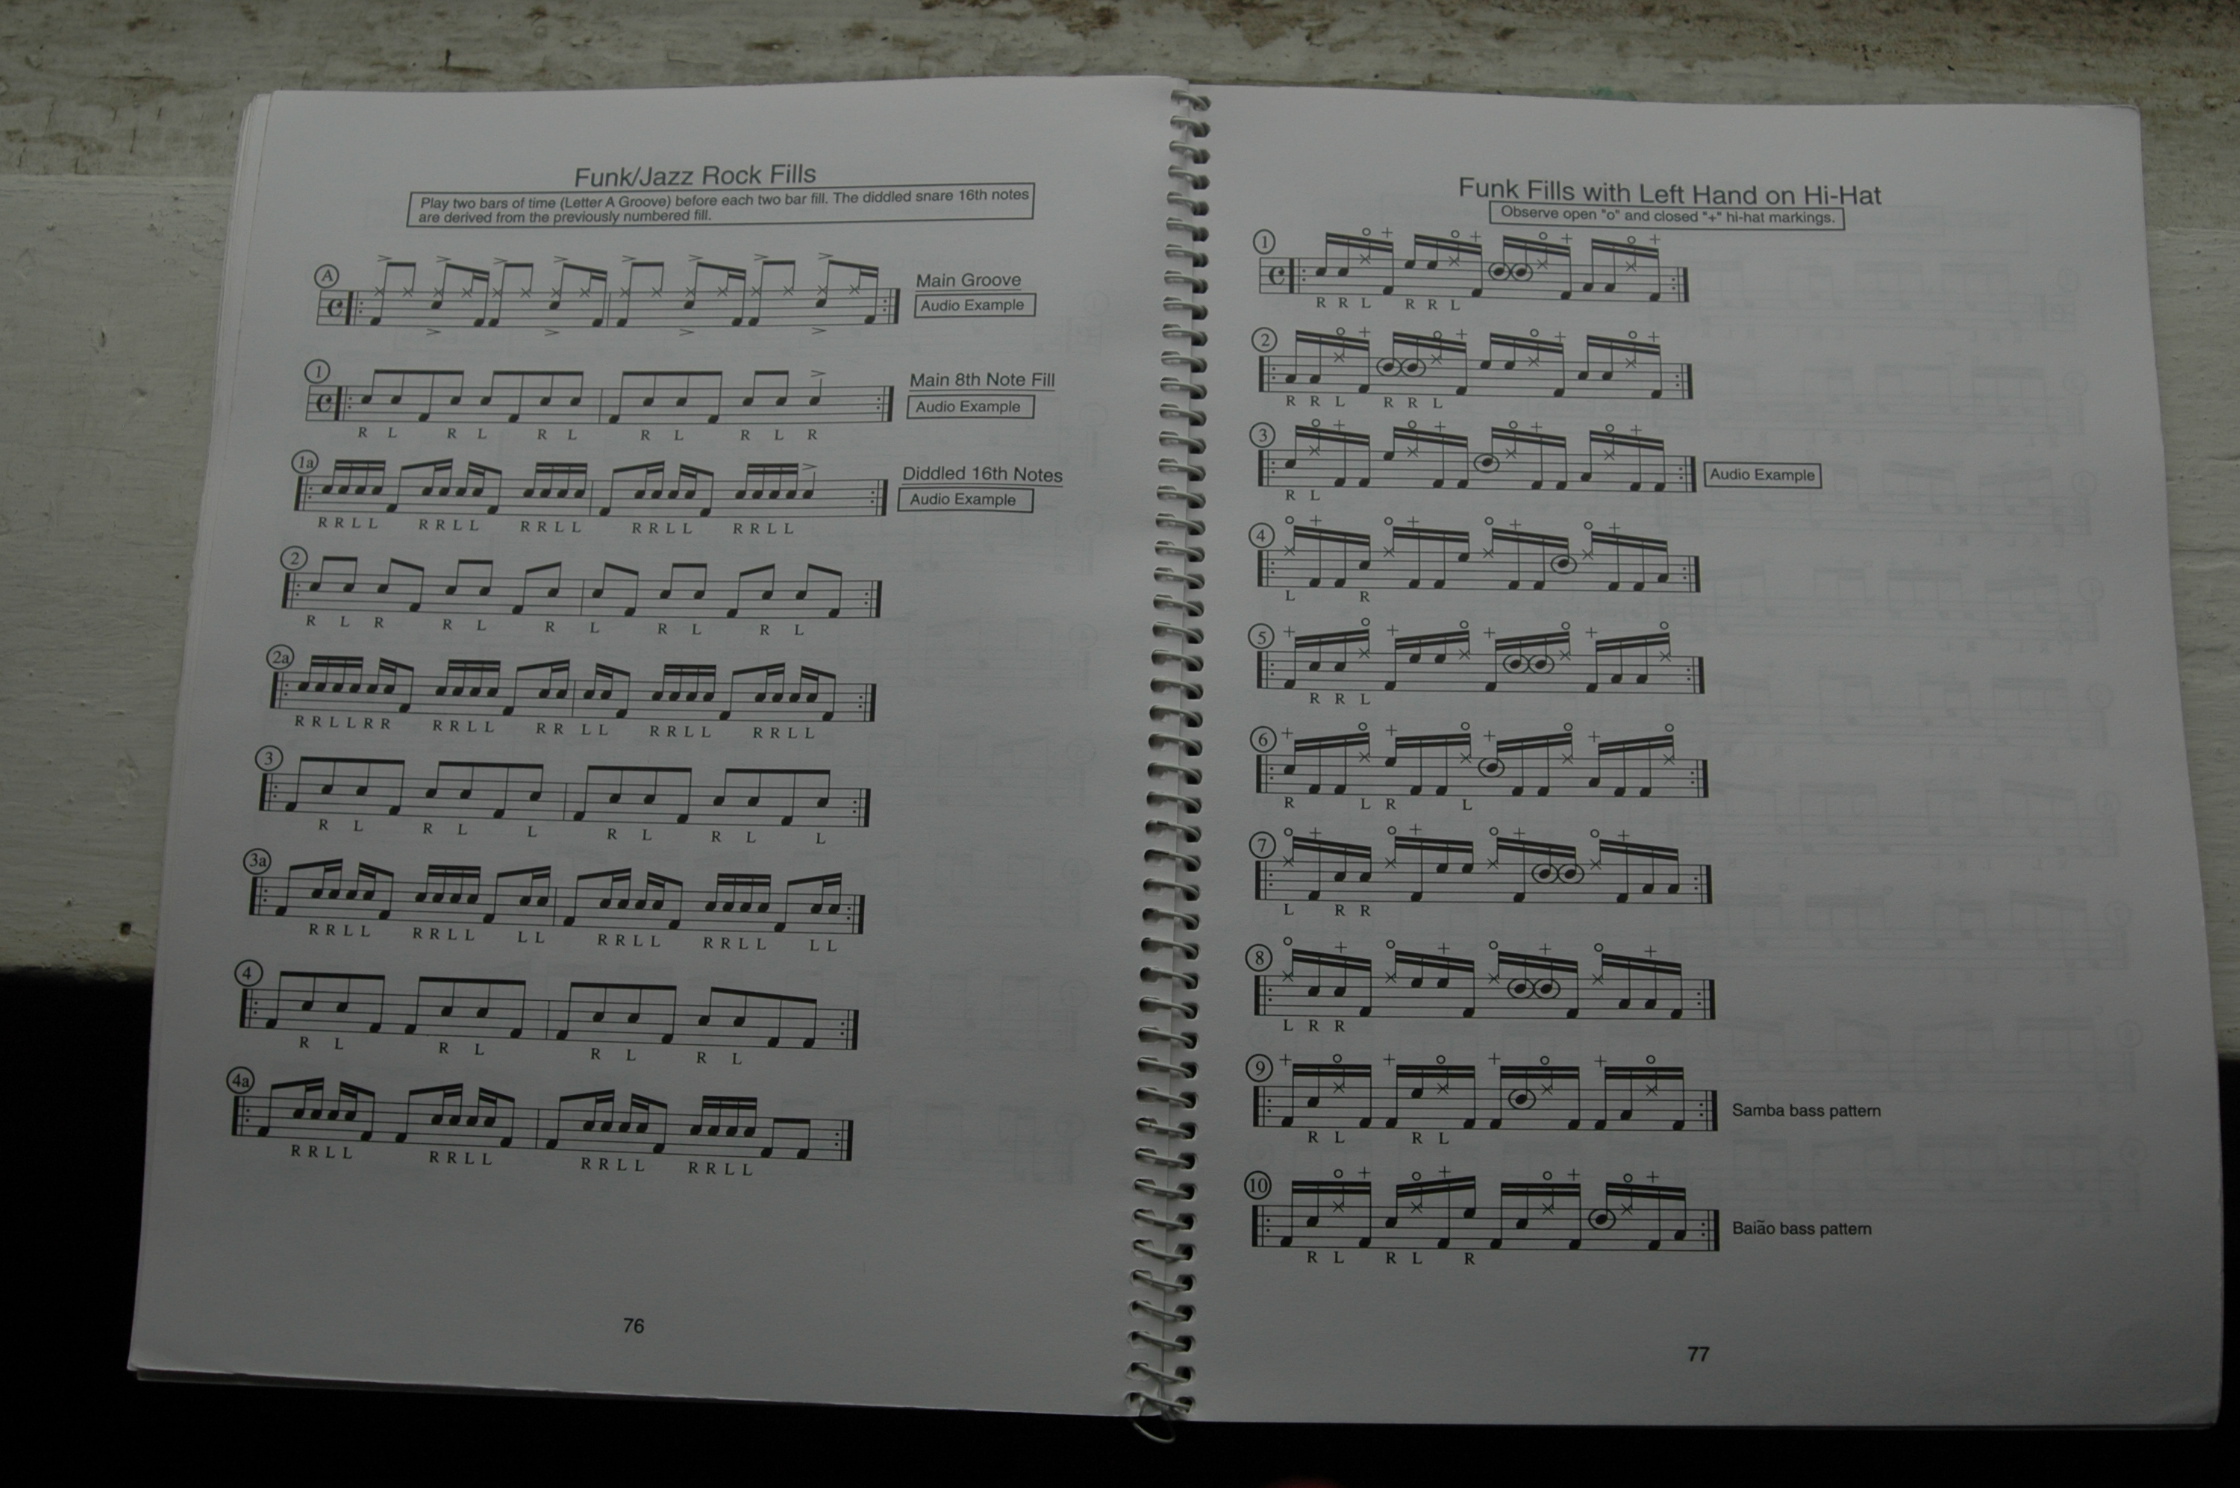 Funk/Jazz Rock Fills
Play two bars of time (Letter A Groove) before each two bar fill. The diddled snare 16th notes
are derived from the previously numbered fill.
A
Main Groove
Audio Example
1
Main 8th Note Fill
Audio Example
R L R L R L R L R L R
1a
Diddled 16th Notes
Audio Example
R R L L R R L L R R L L R R L L R R L L
2
R L R R L R L R L R L
2a
R R L L R R R R L L R R L L R R L L R R L L
3
R L R L L R L R L L
3a
R R L L R R L L L L R R L L R R L L L L
4
R L R L R L R L
4a
R R L L R R L L R R L L R R L L
76
Funk Fills with Left Hand on Hi-Hat
Observe open "o" and closed "+" hi-hat markings.
o + o + o + o +
1
R R L R R L
o + o + o + o +
2
R R L R R L
o + o + o + o +
3
Audio Example
R L
o + o + o + o +
4
L R
+ o + o + o + o
5
R R L
+ o + o + o + o
6
R L R L
o + o + o + o +
7
L R R
o + o + o + o +
8
L R R
+ o + o + o + o
9
Samba bass pattern
R L R L
o + o + o + o +
10
Baião bass pattern
R L R L R
77